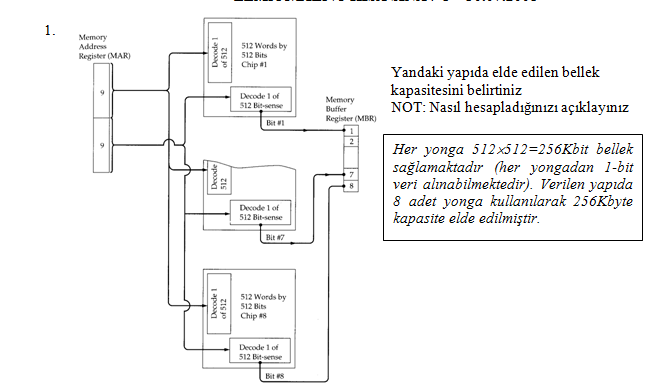 1.
Memory
Address
Register (MAR)
9
9
Decode 1
of 512
512 Words by
512 Bits
Chip #1
Decode 1 of
512 Bit-sense
Bit #1
Memory
Buffer
Register (MBR)
1
2
7
8
Decode
512
Decode 1 of
512 Bit-sense
Bit #7
Decode 1
of 512
512 Words by
512 Bits
Chip #8
Decode 1 of
512 Bit-sense
Bit #8
Yandaki yapıda elde edilen bellek
kapasitesini belirtiniz
NOT: Nasıl hesapladığınızı açıklayınız
Her yonga 512×512=256Kbit bellek
sağlamaktadır (her yongadan 1-bit
veri alınabilmektedir). Verilen yapıda
8 adet yonga kullanılarak 256Kbyte
kapasite elde edilmiştir.